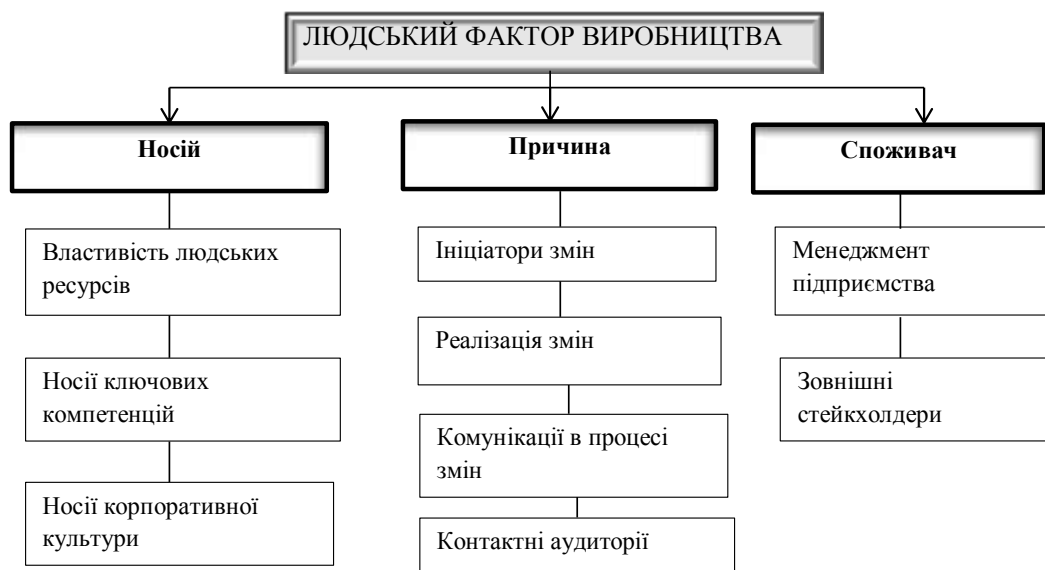 ЛЮДСЬКИЙ ФАКТОР ВИРОБНИЦТВА
Носій
Властивість людських
ресурсів
Носії ключових
компетенцій
Носії корпоративної
культури
Причина
Ініціатори змін
Реалізація змін
Комунікації в процесі
змін
Контактні аудиторії
Споживач
Менеджмент
підприємства
Зовнішні
стейкхолдери